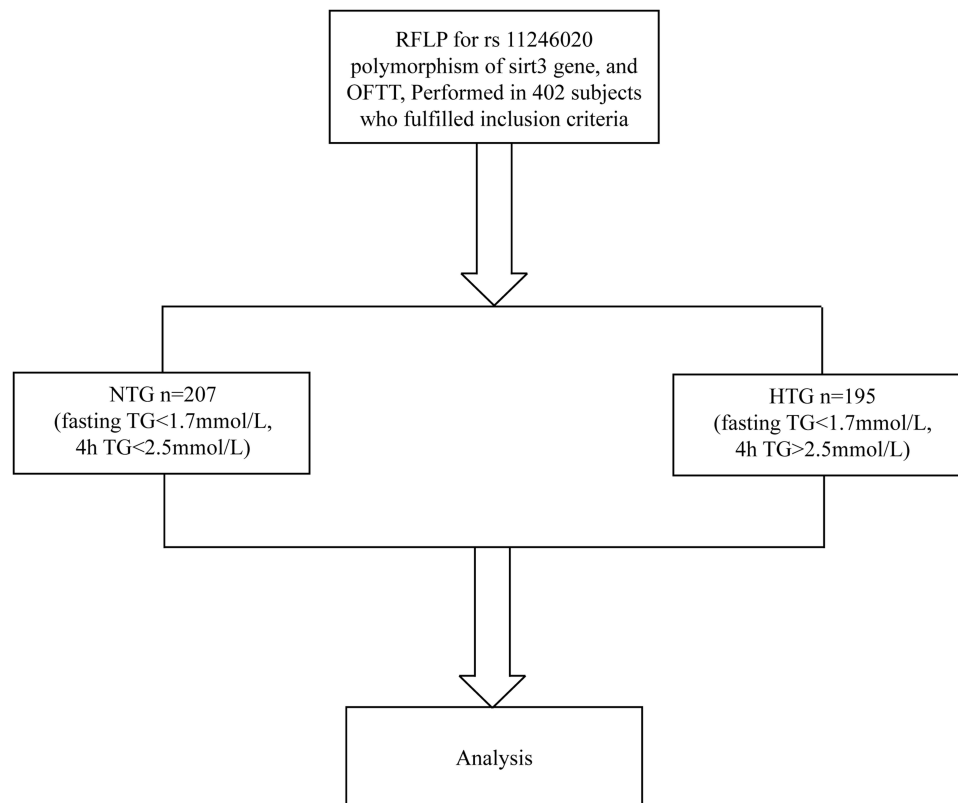 RFLP for rs 11246020
polymorphism of sirt3 gene, and
OFTT, Performed in 402 subjects
who fulfilled inclusion criteria
NTG n=207
(fasting TG<1.7mmol/L,
4h TG<2.5mmol/L)
HTG n=195
(fasting TG<1.7mmol/L,
4h TG>2.5mmol/L)
Analysis